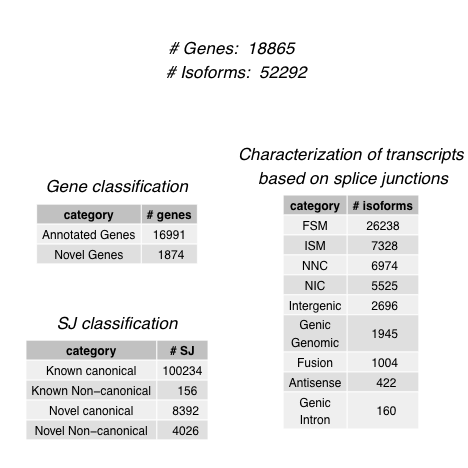 # Genes: 18865
# Isoforms: 52292
Gene classification
category # genes
Annotated Genes 16991
Novel Genes 1874
SJ classification
category # SJ
Known canonical 100234
Known Non−canonical 156
Novel canonical 8392
Novel Non−canonical 4026
Characterization of transcripts
based on splice junctions
category # isoforms
FSM 26238
ISM 7328
NNC 6974
NIC 5525
Intergenic 2696
Genic
Genomic 1945
Fusion 1004
Antisense 422
Genic
Intron 160